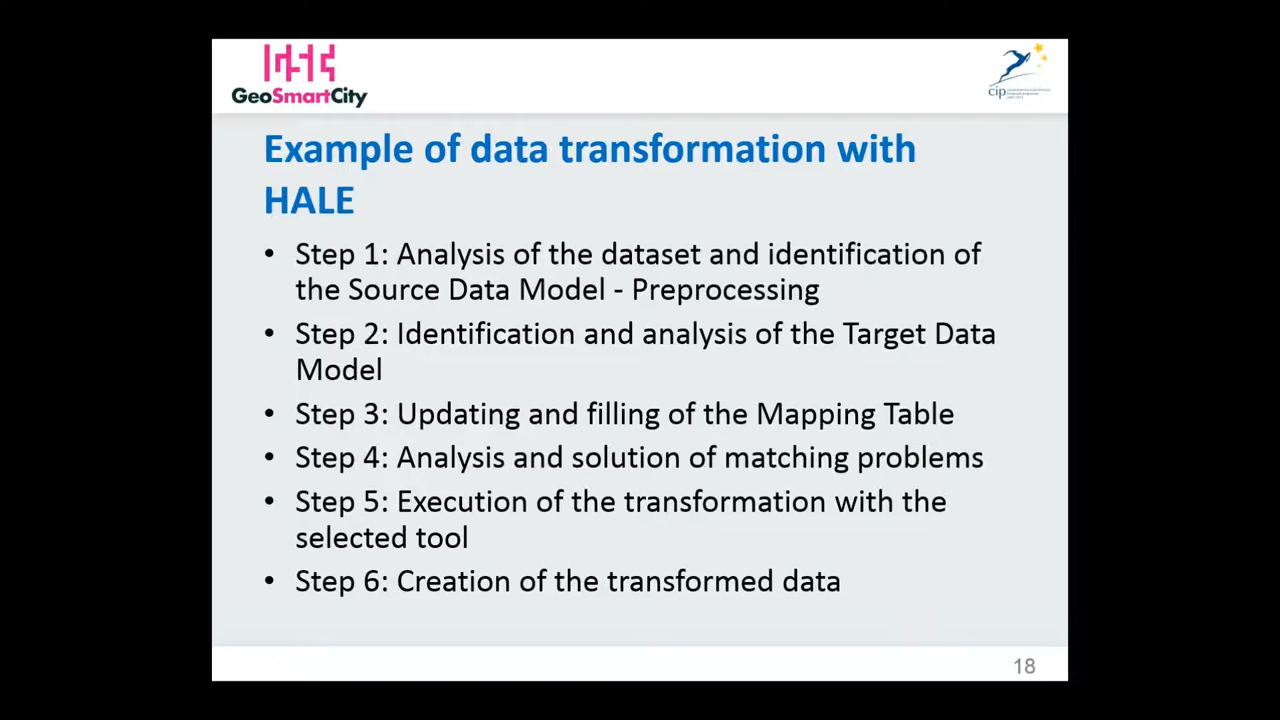 GeoSmartCity
cip
Example of data transformation with
HALE
• Step 1: Analysis of the dataset and identification of
the Source Data Model - Preprocessing
• Step 2: Identification and analysis of the Target Data
Model
• Step 3: Updating and filling of the Mapping Table
• Step 4: Analysis and solution of matching problems
• Step 5: Execution of the transformation with the
selected tool
• Step 6: Creation of the transformed data
18